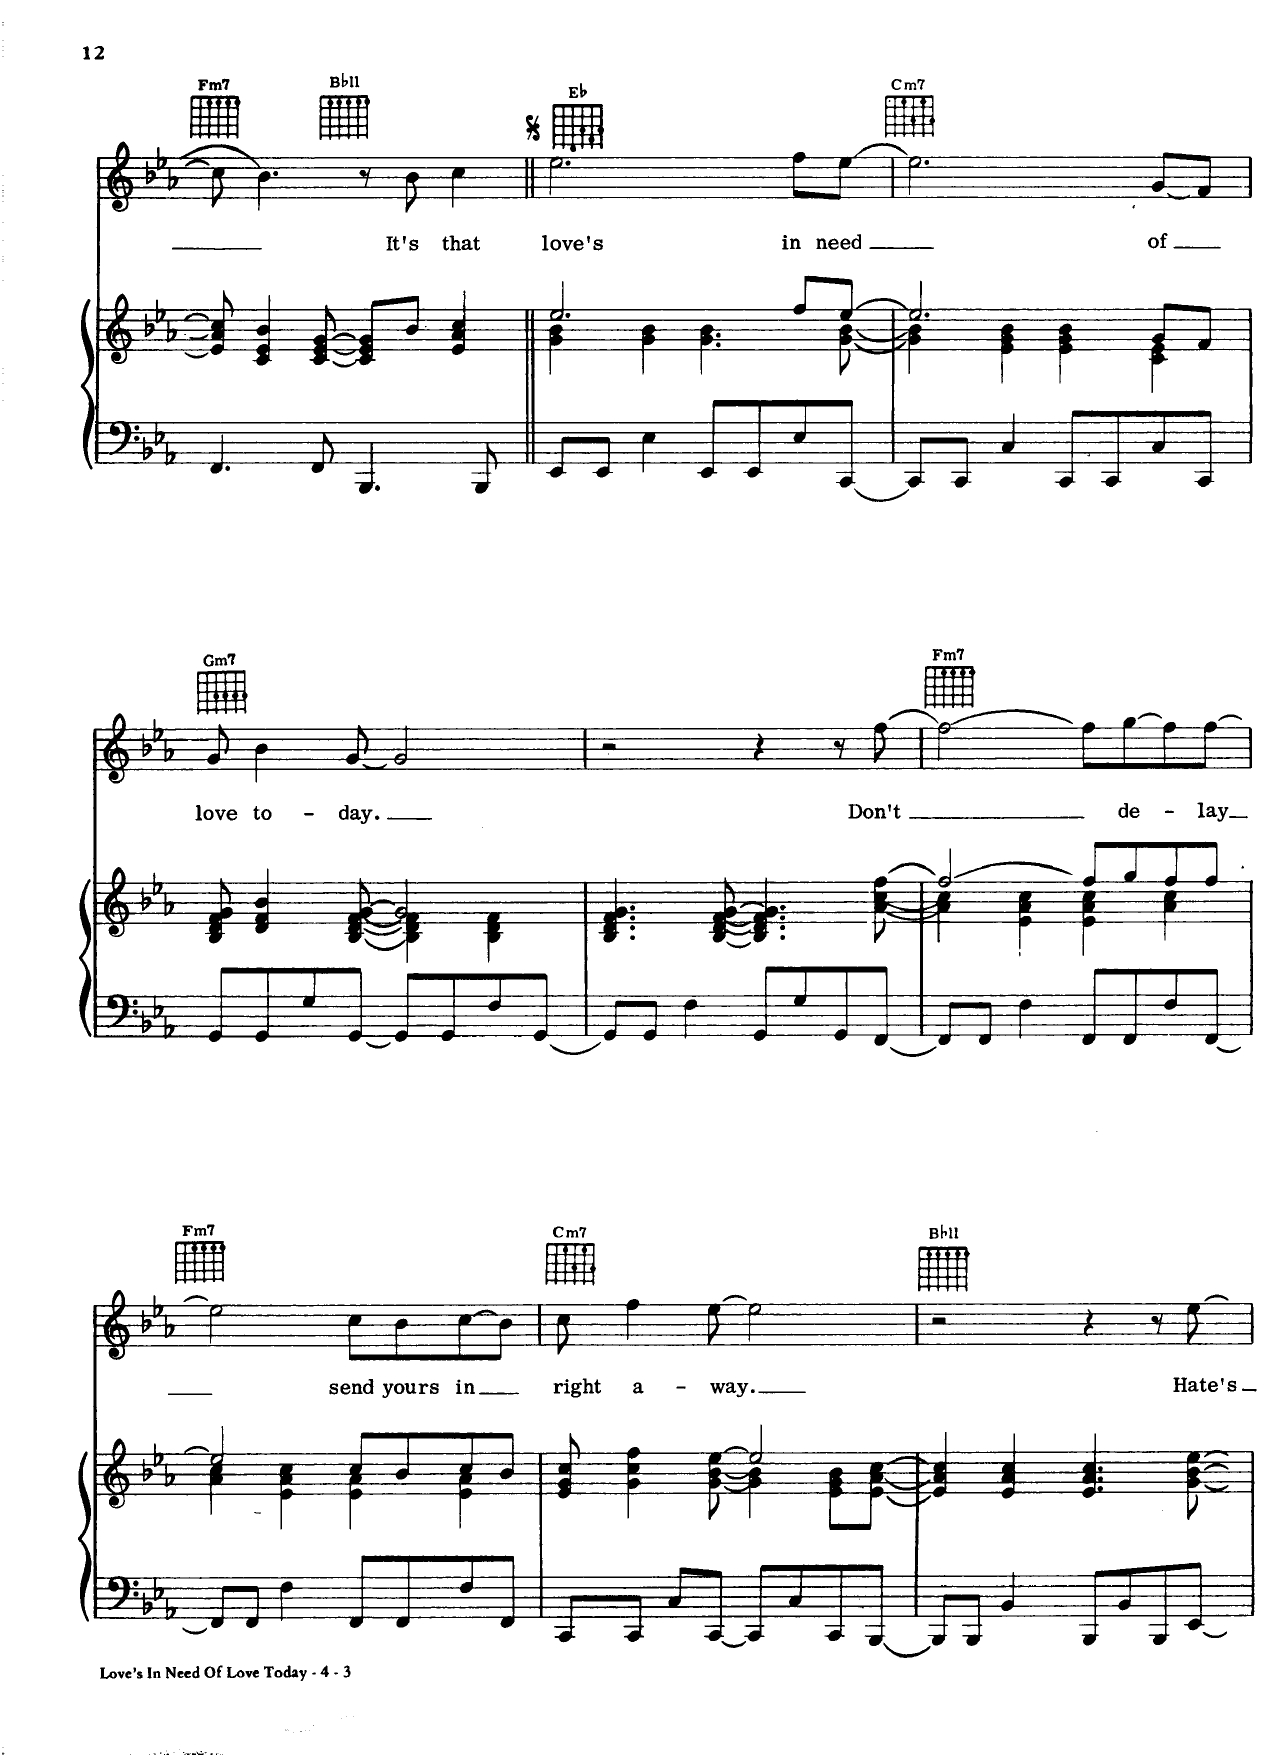 12
Fm7 B♭11 E♭ Cm7
It's that love's in need of
Gm7 Fm7
love to - day. Don't de - lay
Fm7 Cm7 B♭11
send yours in right a - way. Hate's
Love's In Need Of Love Today - 4 - 3